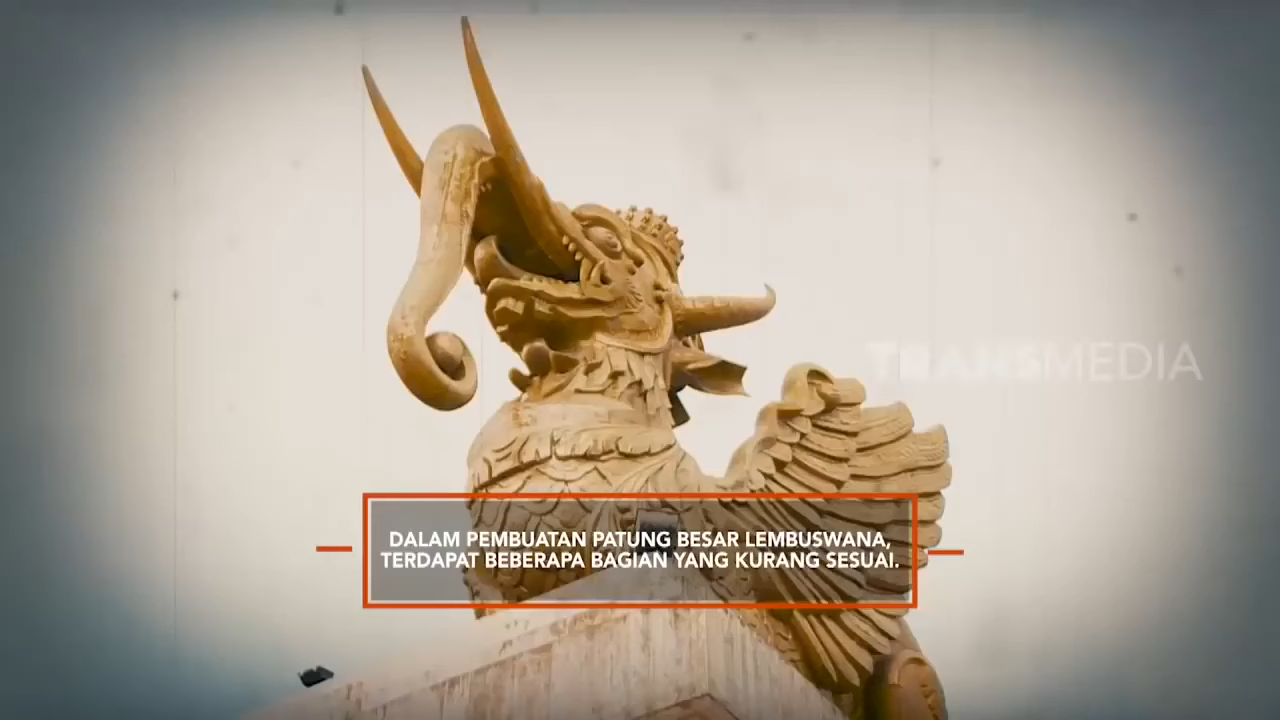 TRANSMEDIA
DALAM PEMBUATAN PATUNG BESAR LEMBUSWANA,
TERDAPAT BEBERAPA BAGIAN YANG KURANG SESUAI.